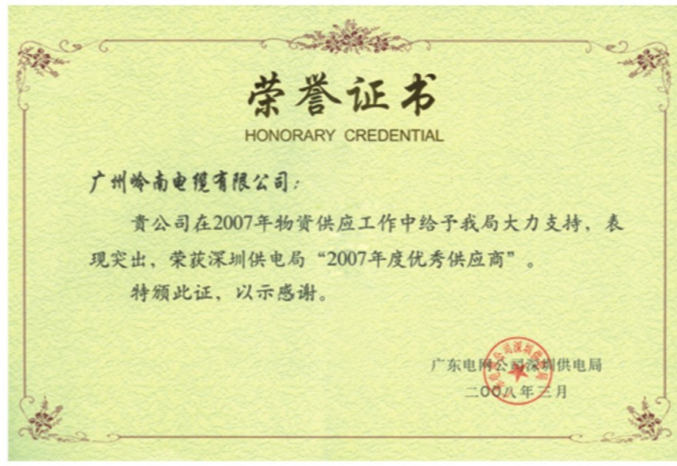 荣誉证书
HONORARY CREDENTIAL
广州岭南电缆有限公司：
贵公司在2007年物资供应工作中给予我局大力支持，表
现突出，荣获深圳供电局“2007年度优秀供应商”。
特颁此证，以示感谢。
广东电网公司深圳供电局
二〇〇八年三月